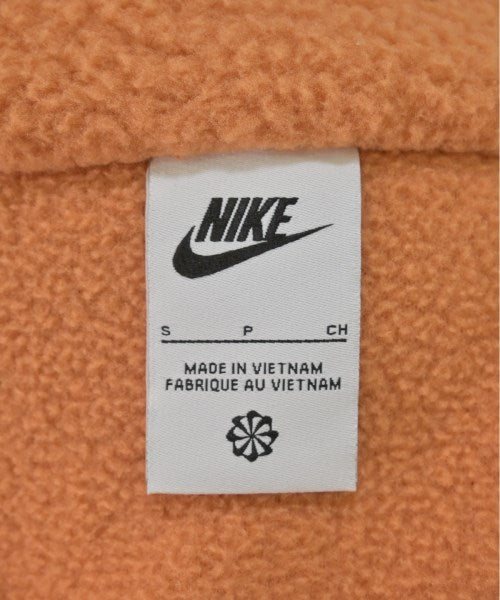 NIKE
S P CH
MADE IN VIETNAM
FABRIQUE AU VIETNAM